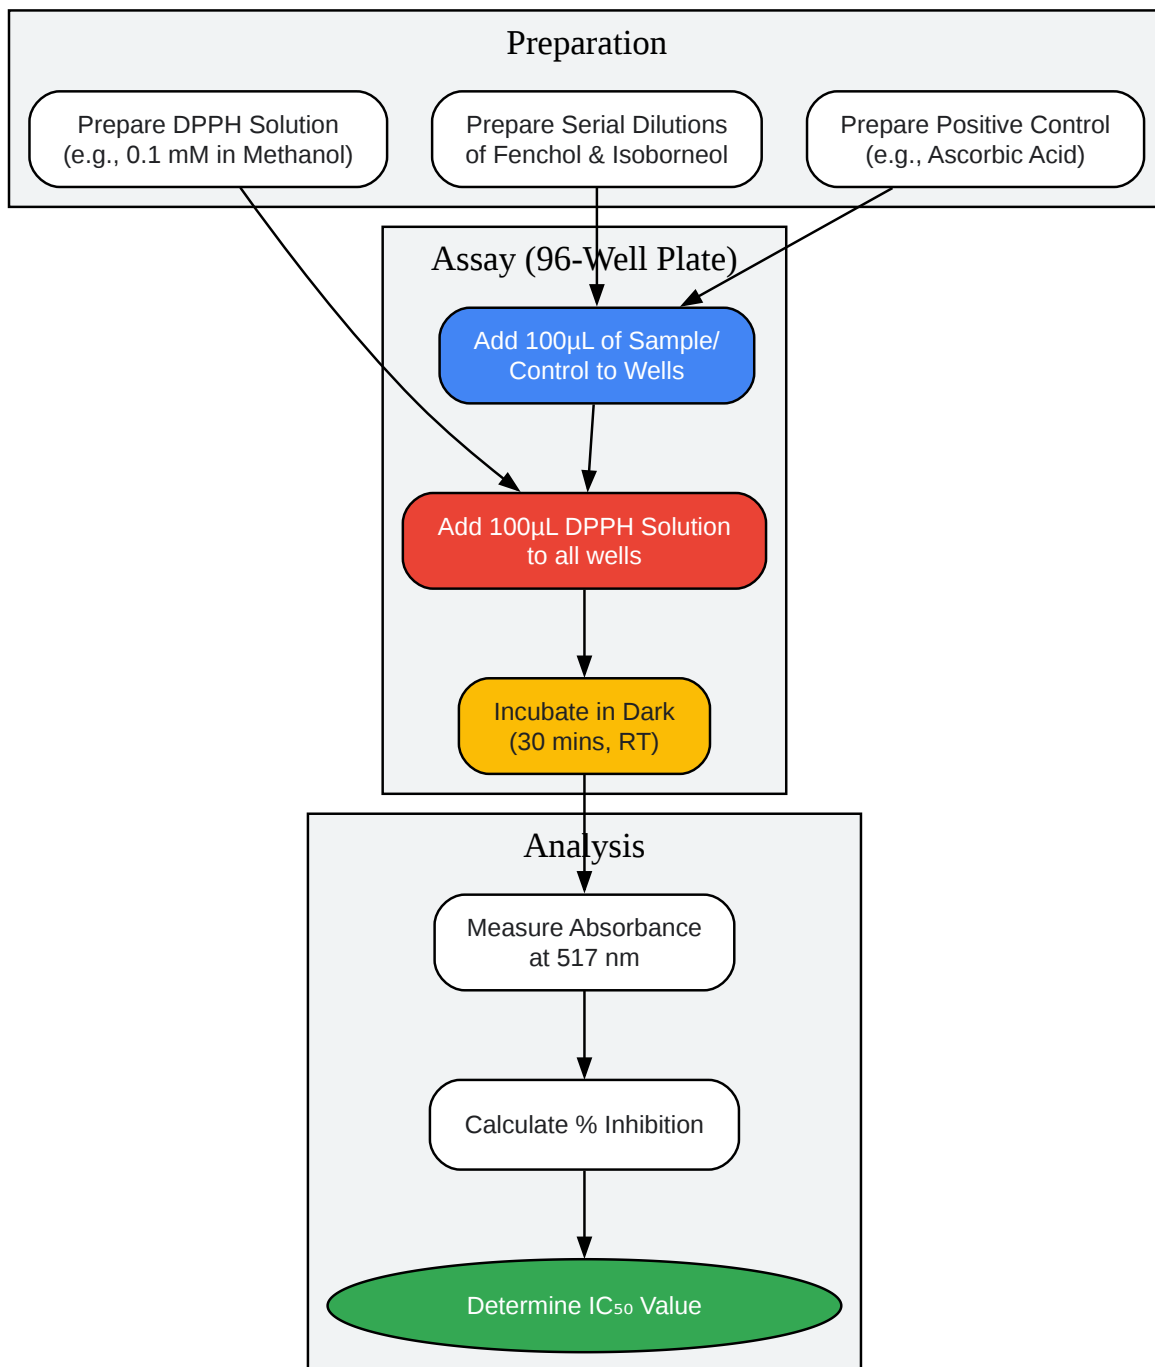 Preparation
Prepare DPPH Solution
(e.g., 0.1 mM in Methanol)
Prepare Serial Dilutions
of Fenchol & Isoborneol
Prepare Positive Control
(e.g., Ascorbic Acid)
Assay (96-Well Plate)
Add 100µL of Sample/
Control to Wells
Add 100µL DPPH Solution
to all wells
Incubate in Dark
(30 mins, RT)
Analysis
Measure Absorbance
at 517 nm
Calculate % Inhibition
Determine IC₅₀ Value